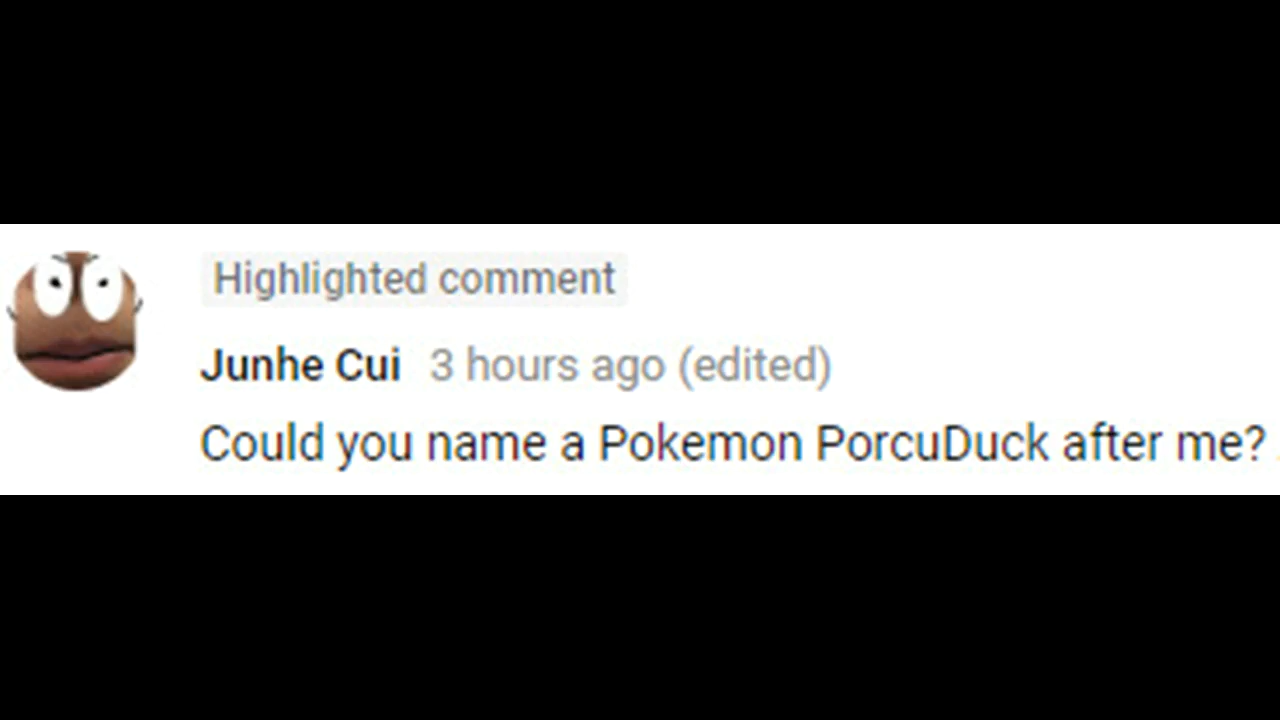 Highlighted comment
Junhe Cui 3 hours ago (edited)
Could you name a Pokemon PorcuDuck after me?